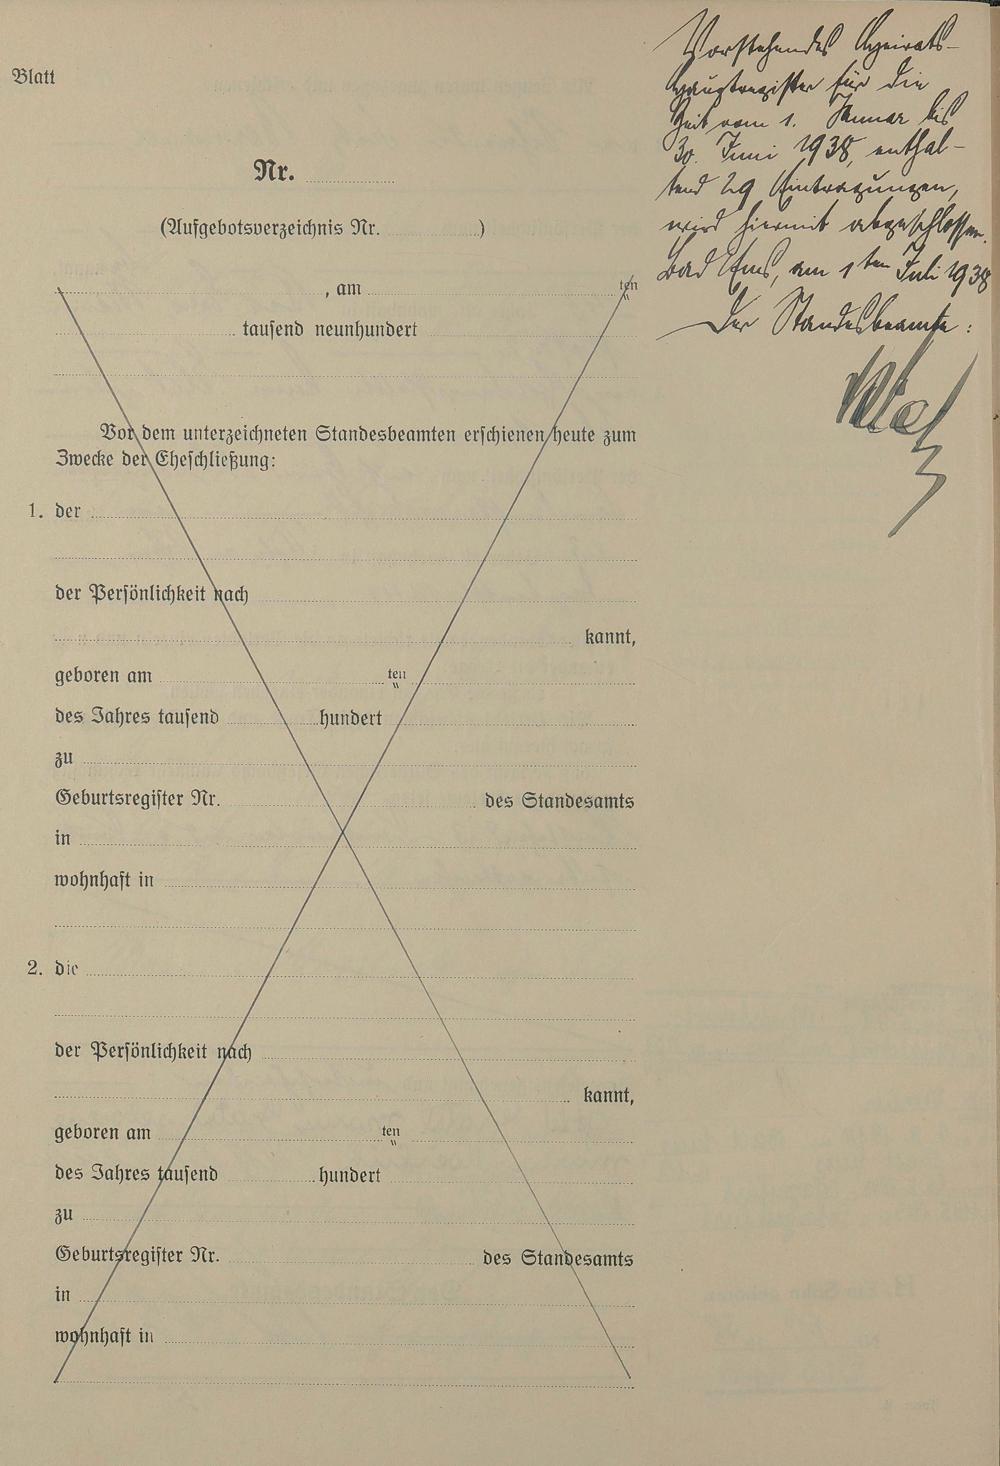 Blatt
Nr.
(Aufgebotsverzeichnis Nr. )
, am ten
tausend neunhundert
Vor dem unterzeichneten Standesbeamten erschienen heute zum
Zwecke der Eheschließung:
1. der
der Persönlichkeit nach
kannt,
geboren am ten
des Jahres tausend hundert
zu
Geburtsregister Nr. des Standesamts
in
wohnhaft in
2. die
der Persönlichkeit nach
kannt,
geboren am ten
des Jahres tausend hundert
zu
Geburtsregister Nr. des Standesamts
in
wohnhaft in
Vorstehendes Heirats-
hauptregister für die
Zeit vom 1. Januar bis
30. Juni 1938, enthal-
tend 29 Eintragungen,
wird hiermit abgeschlossen.
Bad Ems, am 1ten Juli 1938
Der Standesbeamte: